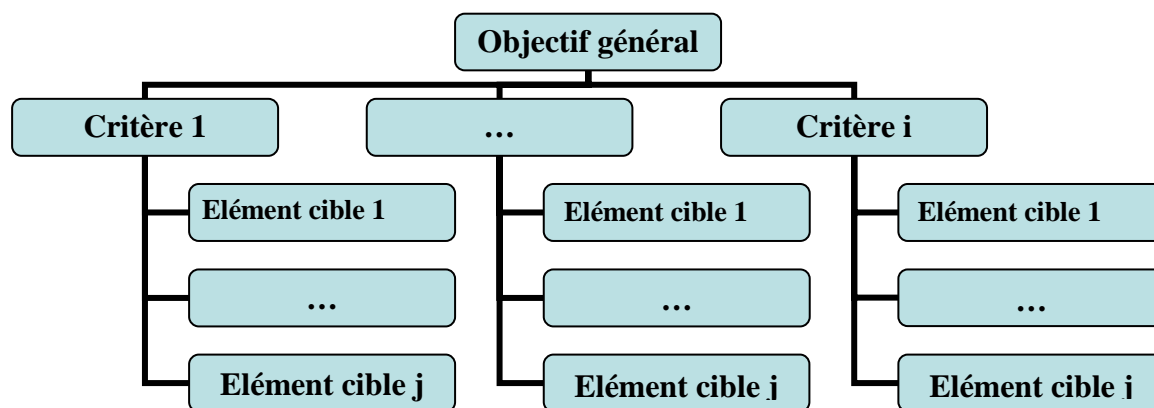 Objectif général
Critère 1
…
Critère i
Elément cible 1
Elément cible 1
Elément cible 1
…
…
…
Elément cible j
Elément cible j
Elément cible j